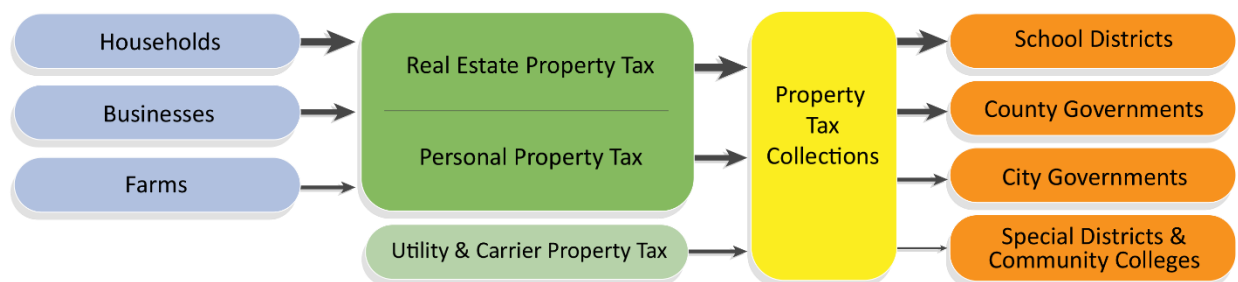 Households
Businesses
Farms
Real Estate Property Tax
Personal Property Tax
Utility & Carrier Property Tax
Property
Tax
Collections
School Districts
County Governments
City Governments
Special Districts &
Community Colleges